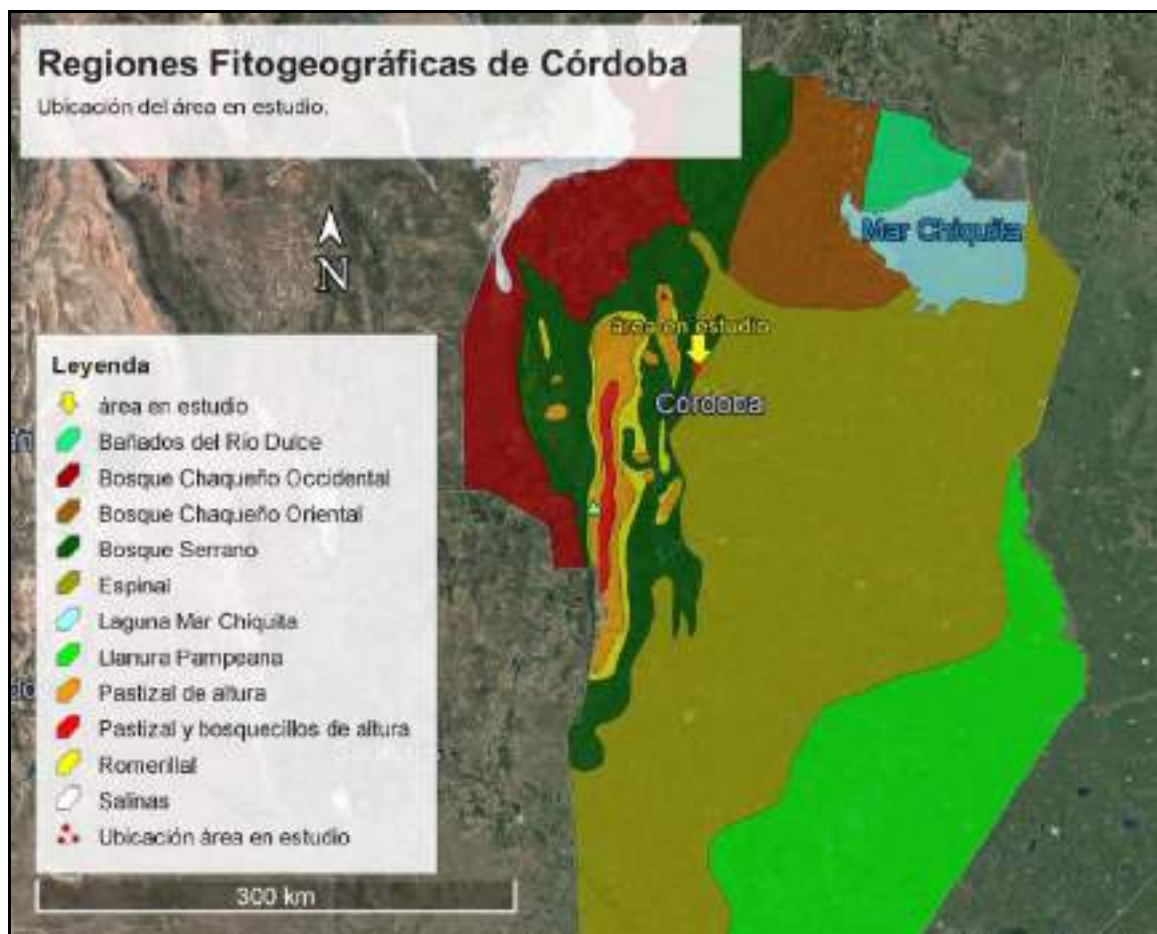 Regiones Fitogeográficas de Córdoba
Ubicación del área en estudio.
N
Mar Chiquita
área en estudio
Córdoba
Leyenda
área en estudio
Bañados del Río Dulce
Bosque Chaqueño Occidental
Bosque Chaqueño Oriental
Bosque Serrano
Espinal
Laguna Mar Chiquita
Llanura Pampeana
Pastizal de altura
Pastizal y bosquecillos de altura
Romerillal
Salinas
Ubicación área en estudio
300 km